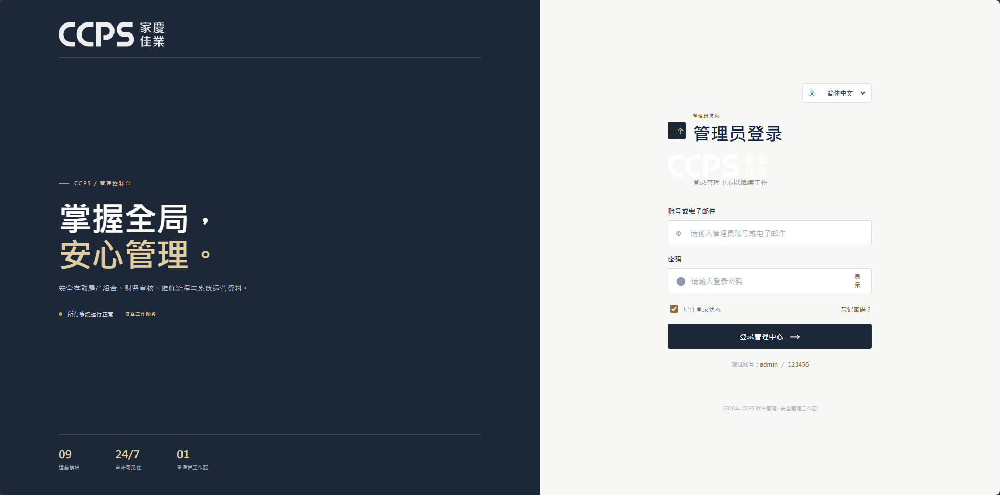 CCPS 家慶
佳業
CCPS / 管理控制台
掌握全局，
安心管理。
安全存取房产组合、财务审核、维修流程与系统运营资料。
所有系统运行正常 安全工作阶段
09
运营模块
24/7
审计可见性
01
受保护工作区
文 简体中文
管理员访问
一个 管理员登录
CCPS 家慶
佳業
登录管理中心以继续工作
账号或电子邮件
请输入管理员账号或电子邮件
密码
请输入登录密码
显
示
记住登录状态 忘记密码？
登录管理中心 →
测试账号：admin / 123456
2026年 CCPS 财产管理 · 安全管理工作区